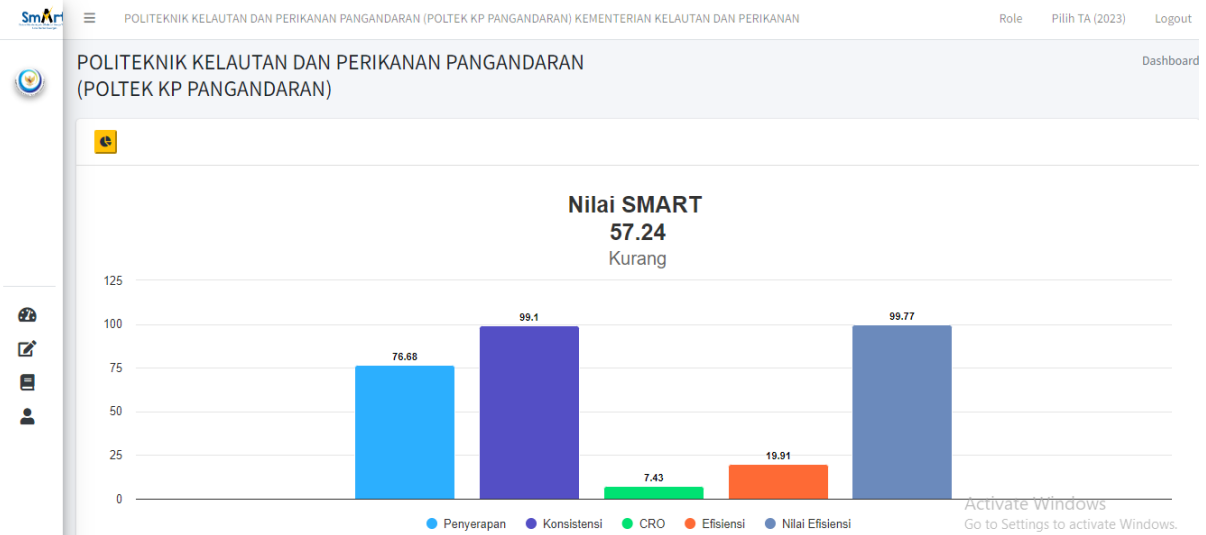 SmArt
POLITEKNIK KELAUTAN DAN PERIKANAN PANGANDARAN (POLTEK KP PANGANDARAN) KEMENTERIAN KELAUTAN DAN PERIKANAN
Role
Pilih TA (2023)
Logout
POLITEKNIK KELAUTAN DAN PERIKANAN PANGANDARAN
(POLTEK KP PANGANDARAN)
Dashboard
Nilai SMART
57.24
Kurang
125
100
75
50
25
0
76.68
99.1
7.43
19.91
99.77
Penyerapan
Konsistensi
CRO
Efisiensi
Nilai Efisiensi
Activate Windows
Go to Settings to activate Windows.